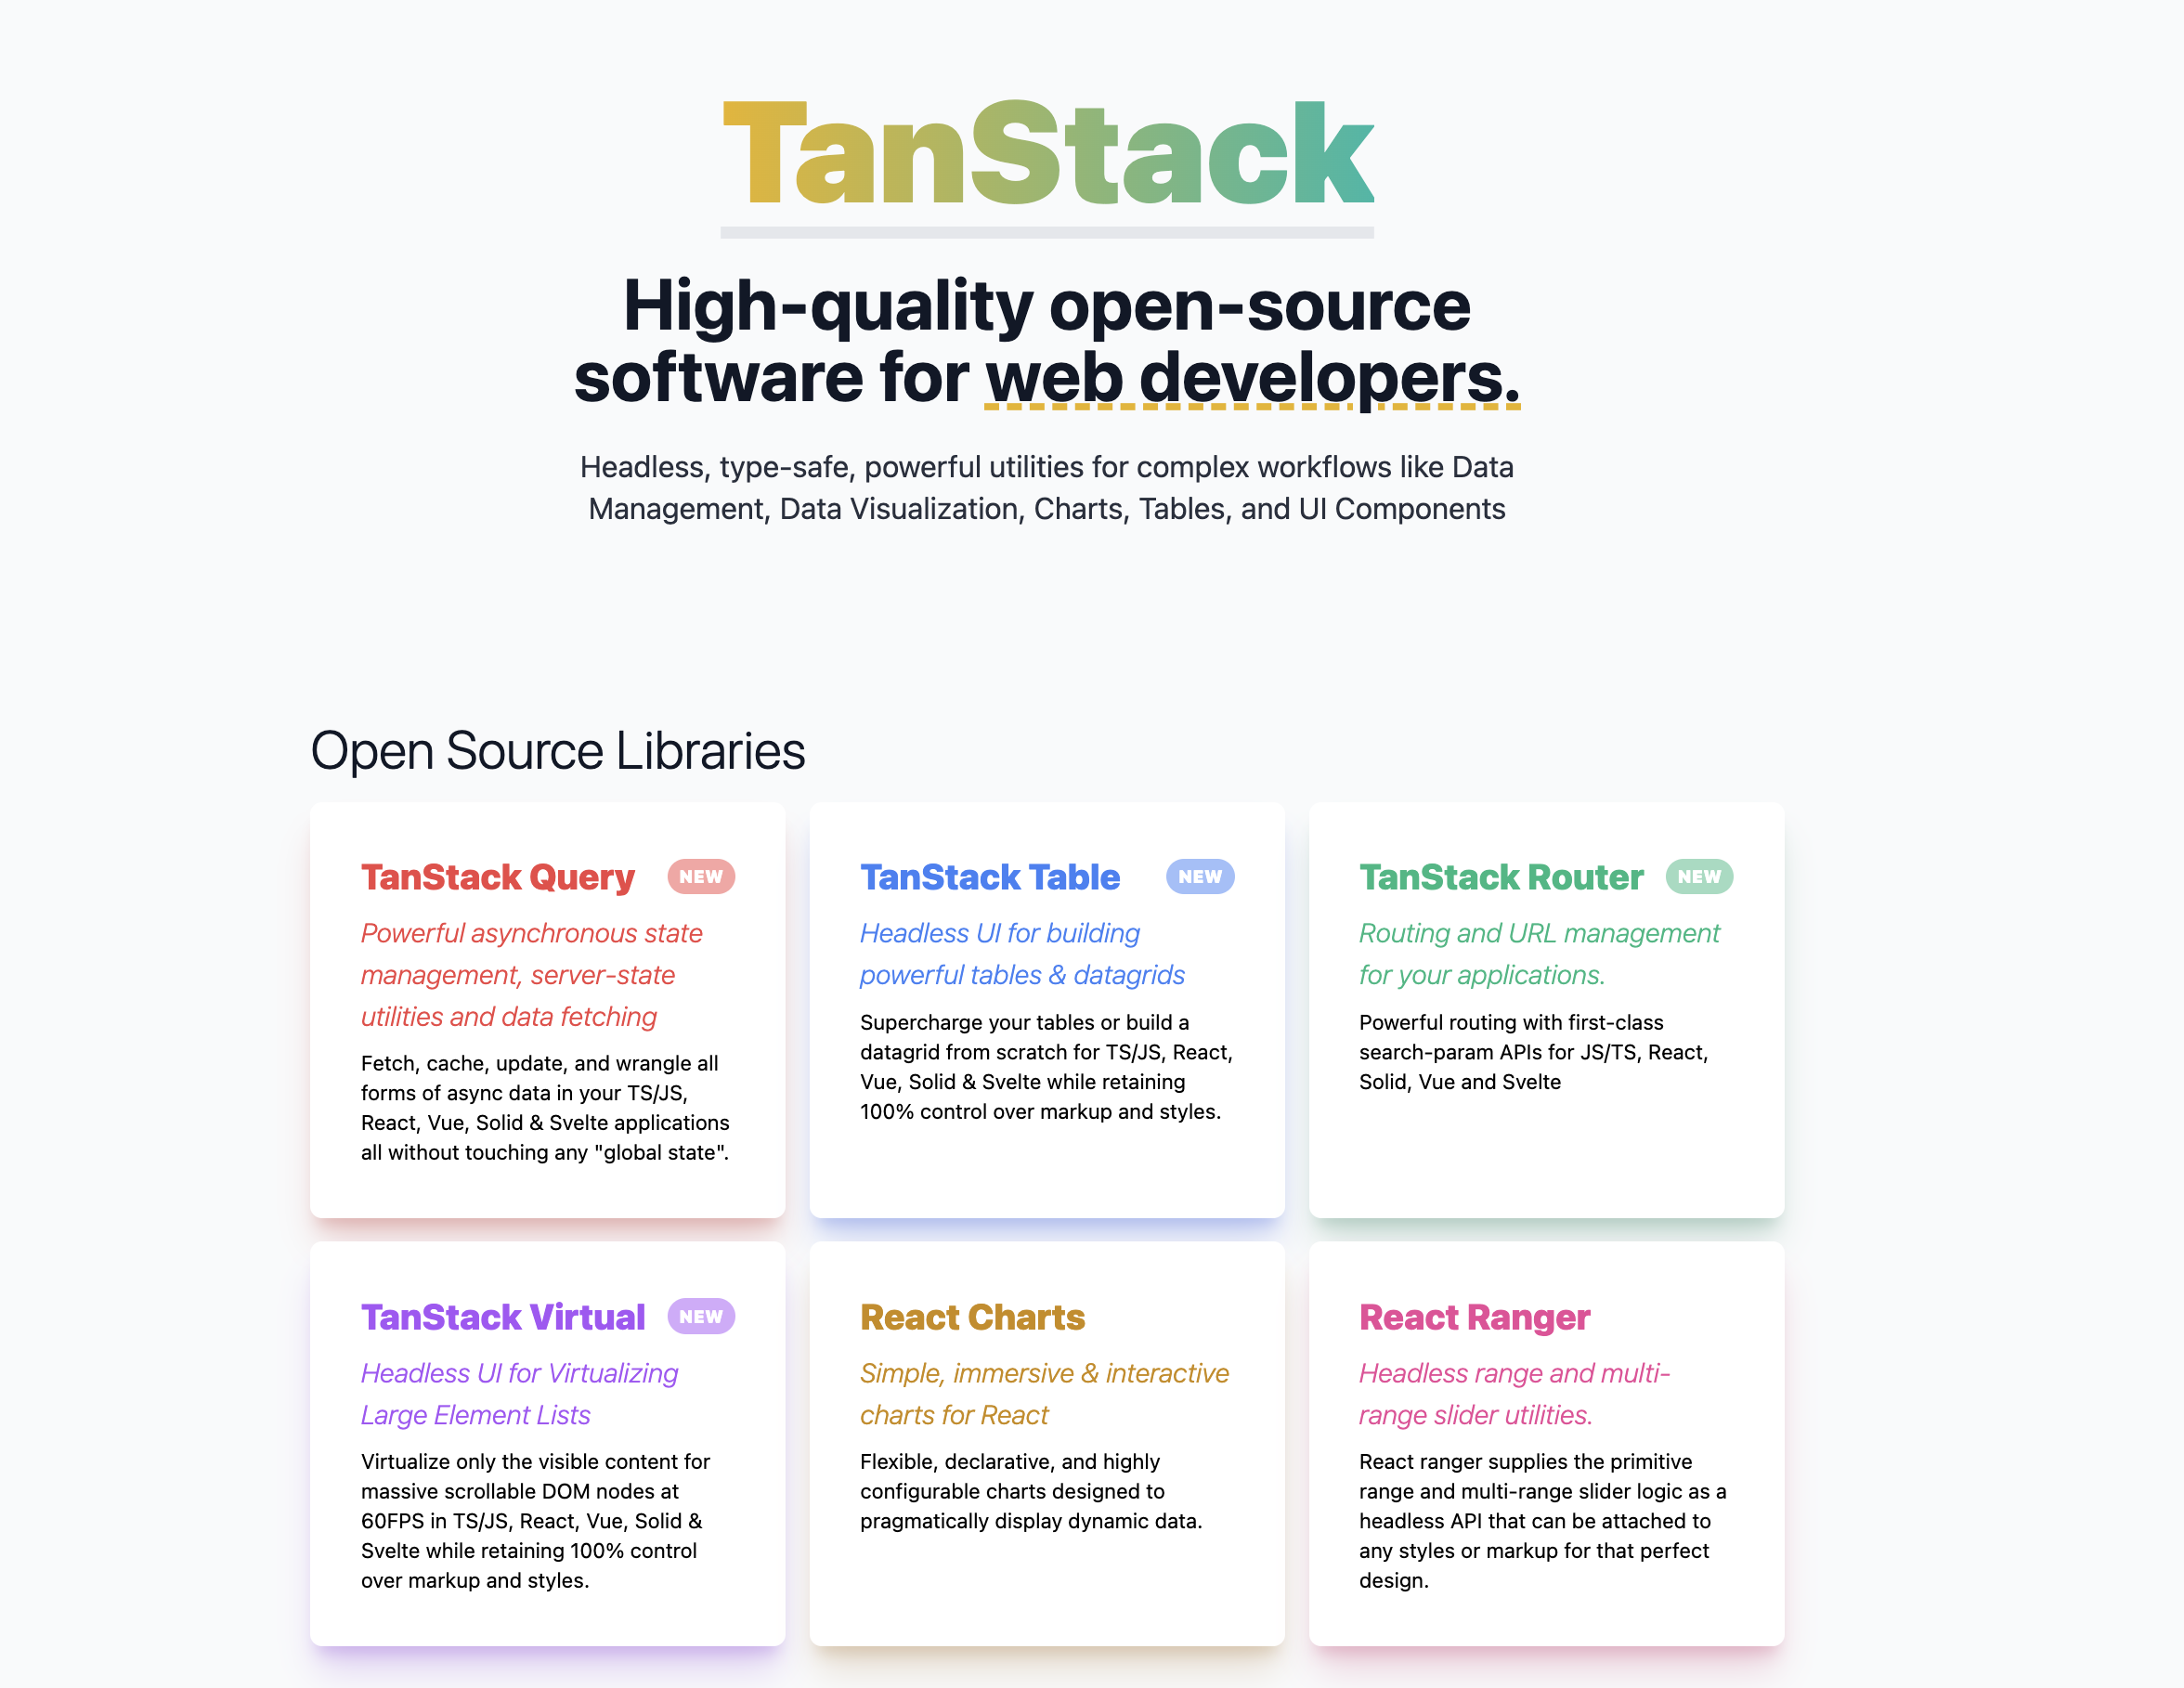 TanStack
High-quality open-source
software for web developers.
Headless, type-safe, powerful utilities for complex workflows like Data
Management, Data Visualization, Charts, Tables, and UI Components
Open Source Libraries
TanStack Query NEW
Powerful asynchronous state
management, server-state
utilities and data fetching
Fetch, cache, update, and wrangle all
forms of async data in your TS/JS,
React, Vue, Solid & Svelte applications
all without touching any "global state".
TanStack Table NEW
Headless UI for building
powerful tables & datagrids
Supercharge your tables or build a
datagrid from scratch for TS/JS, React,
Vue, Solid & Svelte while retaining
100% control over markup and styles.
TanStack Router NEW
Routing and URL management
for your applications.
Powerful routing with first-class
search-param APIs for JS/TS, React,
Solid, Vue and Svelte
TanStack Virtual NEW
Headless UI for Virtualizing
Large Element Lists
Virtualize only the visible content for
massive scrollable DOM nodes at
60FPS in TS/JS, React, Vue, Solid &
Svelte while retaining 100% control
over markup and styles.
React Charts
Simple, immersive & interactive
charts for React
Flexible, declarative, and highly
configurable charts designed to
pragmatically display dynamic data.
React Ranger
Headless range and multi-
range slider utilities.
React ranger supplies the primitive
range and multi-range slider logic as a
headless API that can be attached to
any styles or markup for that perfect
design.